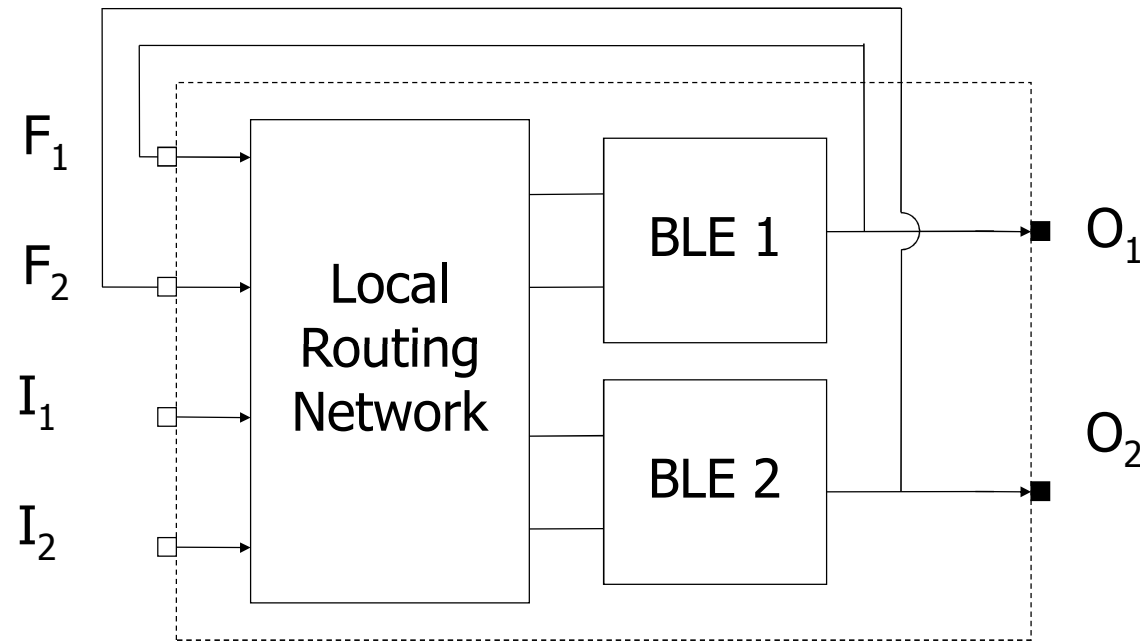 F₁
F₂
I₁
I₂
Local
Routing
Network
BLE 1
BLE 2
O₁
O₂